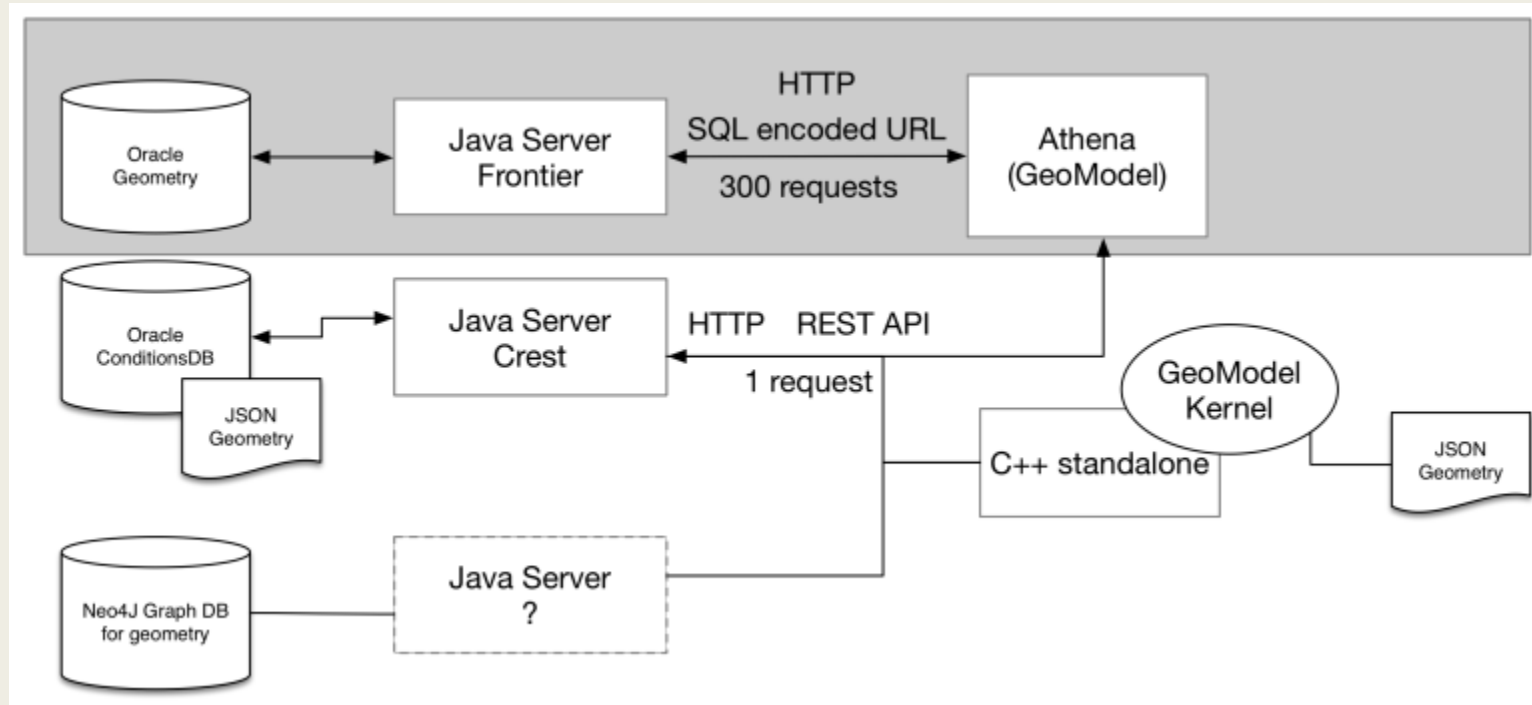 Oracle
Geometry
Java Server
Frontier
HTTP
SQL encoded URL
300 requests
Athena
(GeoModel)
Oracle
ConditionsDB
JSON
Geometry
Java Server
Crest
HTTP REST API
1 request
GeoModel
Kernel
C++ standalone
JSON
Geometry
Neo4J Graph DB
for geometry
Java Server
?